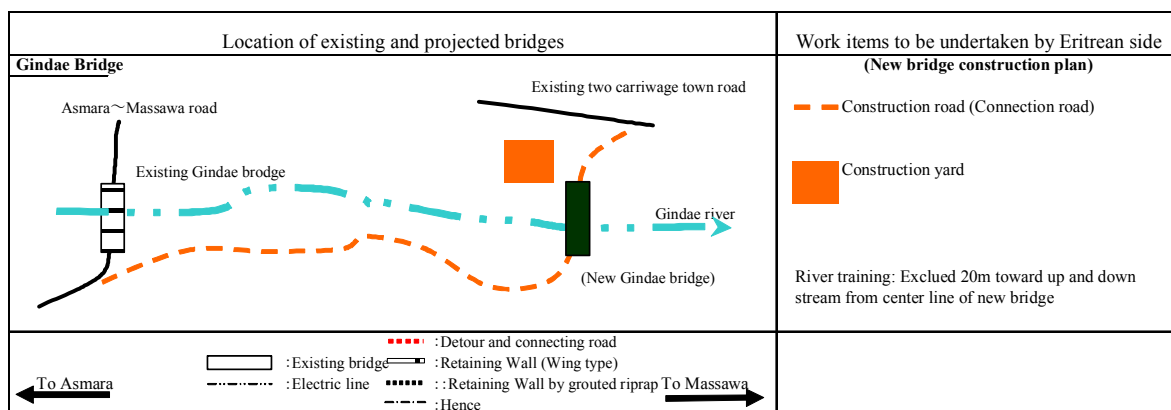 Location of existing and projected bridges
Work items to be undertaken by Eritrean side
Gindae Bridge
(New bridge construction plan)
Existing two carriwage town road
Asmara～Massawa road
Construction road (Connection road)
Existing Gindae brodge
Construction yard
Gindae river
(New Gindae bridge)
River training: Exclued 20m toward up and down
stream from center line of new bridge
:Detour and connecting road
:Existing bridge
:Retaining Wall (Wing type)
To Asmara
:Electric line
: :Retaining Wall by grouted riprap
To Massawa
:Hence